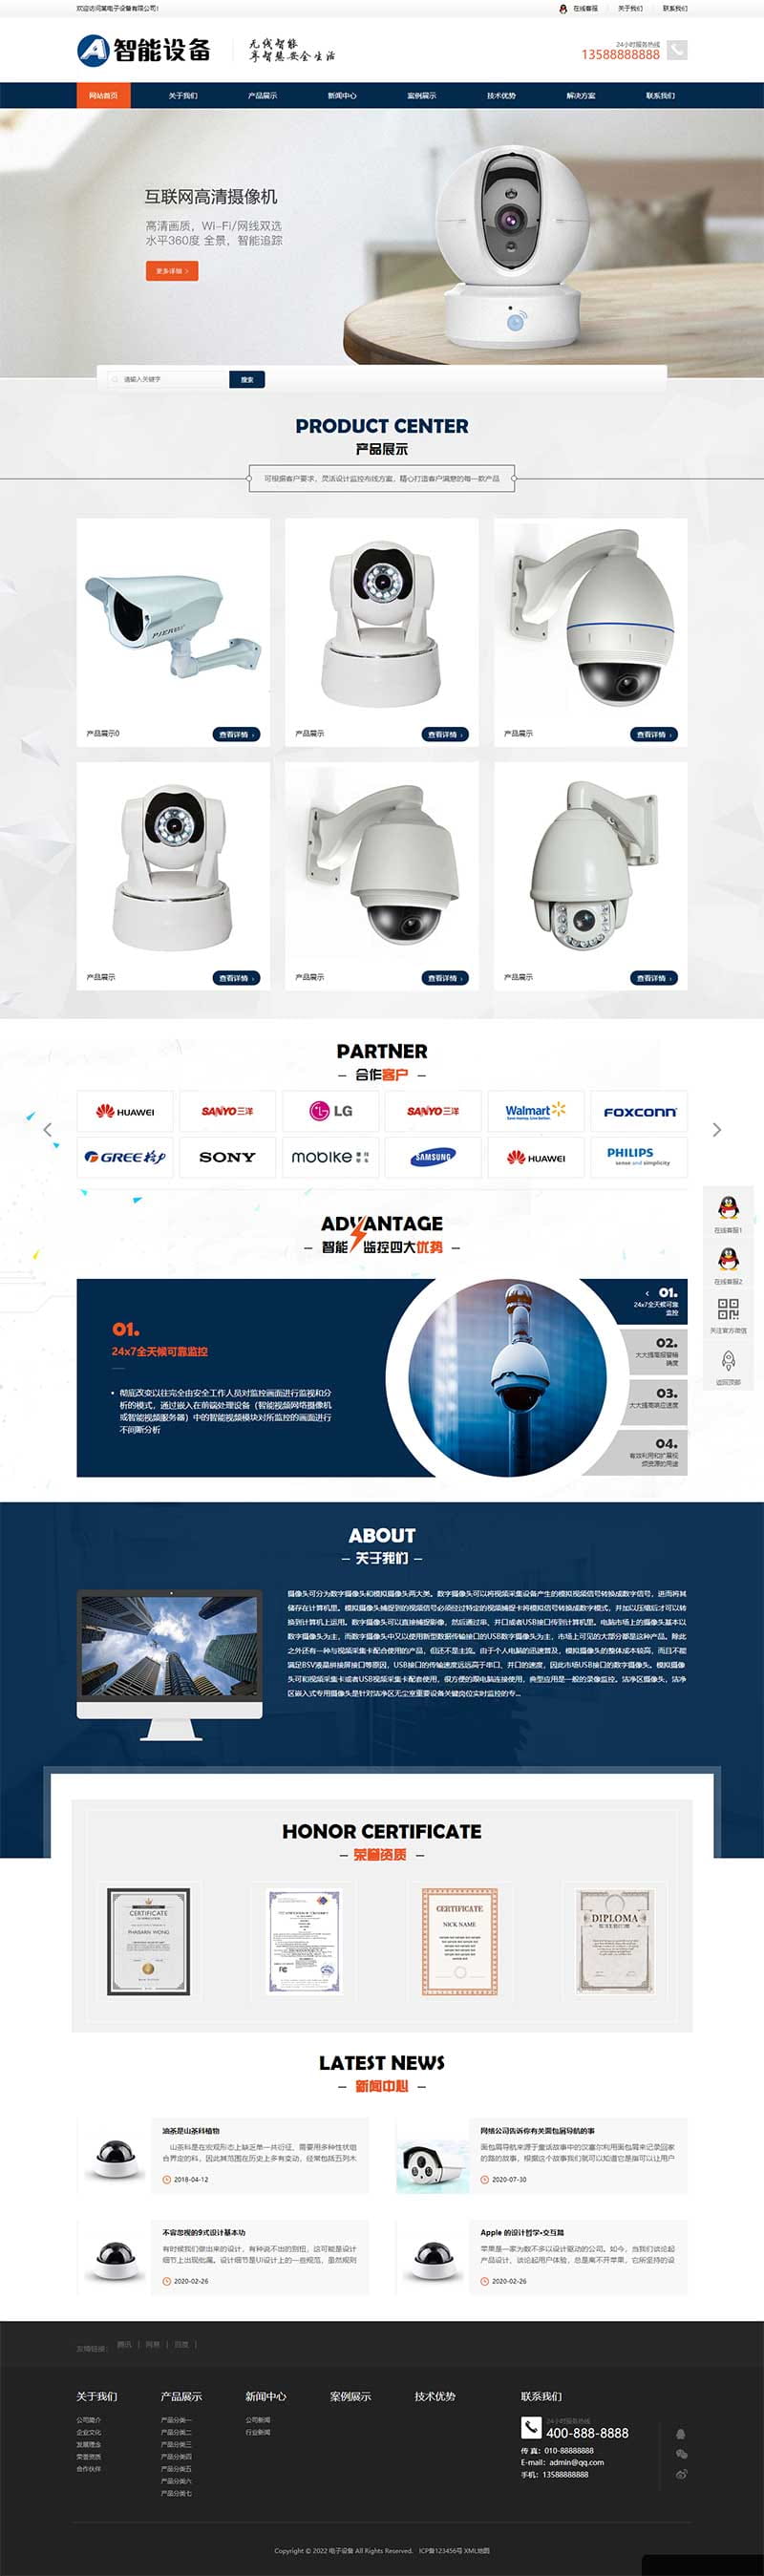 欢迎访问某电子设备有限公司!
在线客服
关于我们
联系我们
智能设备
无线智能
享智慧安全生活
24小时服务热线
13588888888
网站首页
关于我们
产品展示
新闻中心
案例展示
技术优势
解决方案
联系我们
互联网高清摄像机
高清画质，Wi-Fi/网线双选
水平360度 全景，智能追踪
更多详细 >
请输入关键字
搜索
PRODUCT CENTER
产品展示
可根据客户要求，灵活设计监控布线方案，精心打造客户满意的每一款产品
产品展示0
查看详情 ›
产品展示
查看详情 ›
产品展示
查看详情 ›
产品展示
查看详情 ›
产品展示
查看详情 ›
产品展示
查看详情 ›
PARTNER
合作客户
HUAWEI
SANYO三洋
LG
SANYO三洋
Walmart
Save money. Live better.
FOXCONN
GREE格力
SONY
mobike 摩拜单车
SAMSUNG
HUAWEI
PHILIPS
sense and simplicity
ADVANTAGE
智能 监控四大优势
01.
24x7全天候可靠监控
彻底改变以往完全由安全工作人员对监控画面进行监视和分
析的模式，通过嵌入在前端处理设备（智能视频网络摄像机
或智能视频服务器）中的智能视频模块对所监控的画面进行
不间断分析
‹ 01.
24x7全天候可靠
监控
02.
大大提高报警精
确度
03.
大大提高响应速度
04.
有效利用和扩展视
频资源的用途
在线客服1
在线客服2
关注官方微信
返回顶部
ABOUT
关于我们
摄像头可分为数字摄像头和模拟摄像头两大类。数字摄像头可以将视频采集设备产生的模拟视频信号转换成数字信号，进而将其
储存在计算机里。模拟摄像头捕捉到的视频信号必须经过特定的视频捕捉卡将模拟信号转换成数字模式，并加以压缩后才可以转
换到计算机上运用。数字摄像头可以直接捕捉影像，然后通过串、并口或者USB接口传到计算机里。电脑市场上的摄像头基本以
数字摄像头为主，而数字摄像头中又以使用新型数据传输接口的USB数字摄像头为主，市场上可见的大部分都是这种产品。除此
之外还有一种与视频采集卡配合使用的产品，但还不是主流。由于个人电脑的迅速普及，模拟摄像头的整体成本较高，而且不能
满足BSV液晶拼接屏接口等原因，USB接口的传输速度远远高于串口、并口的速度，因此市场USB接口的数字摄像头。模拟摄像
头可和视频采集卡或者USB视频采集卡配套使用，很方便的跟电脑连接使用，典型应用是一般的录像监控。洁净区摄像头，洁净
区嵌入式专用摄像头是针对洁净区无尘室重要设备关键岗位实时监控的专...
HONOR CERTIFICATE
荣誉资质
CERTIFICATE
PHABARN WONG
CERTIFICATE
NICK NAME
DIPLOMA
LATEST NEWS
新闻中心
油茶是山茶科植物
山茶科是在宏观形态上缺乏单一共衍征，需要用多种性状组
合界定的科，因此其范围在历史上多有变动，经常包括五列木
2018-04-12
网络公司告诉你有关面包屑导航的事
面包屑导航来源于童话故事中的汉塞尔利用面包屑来记录回家
的路的故事，根据这个故事我们就可以知道它是指可以让用户
2020-07-30
不容忽视的9式设计基本功
有时候我们做出来的设计，有种说不出的别扭，这可能是设计
细节上出现纰漏。设计细节是UI设计上的一些规范，虽然规则
2020-02-26
Apple 的设计哲学-交互篇
苹果是一家为数不多以设计驱动的公司。如今，当我们谈论起
产品设计、谈论起用户体验，总是离不开苹果，它所坚持的设
2020-02-26
友情链接：
腾讯 | 网易 | 百度 |
关于我们
公司简介
企业文化
发展理念
荣誉资质
合作伙伴
产品展示
产品分类一
产品分类二
产品分类三
产品分类四
产品分类五
产品分类六
产品分类七
新闻中心
公司新闻
行业新闻
案例展示
技术优势
联系我们
24小时服务热线
400-888-8888
传 真：010-88888888
E-mail：admin@qq.com
手机：13588888888
Copyright © 2022 电子设备 All Rights Reserved. ICP备123456号 XML地图